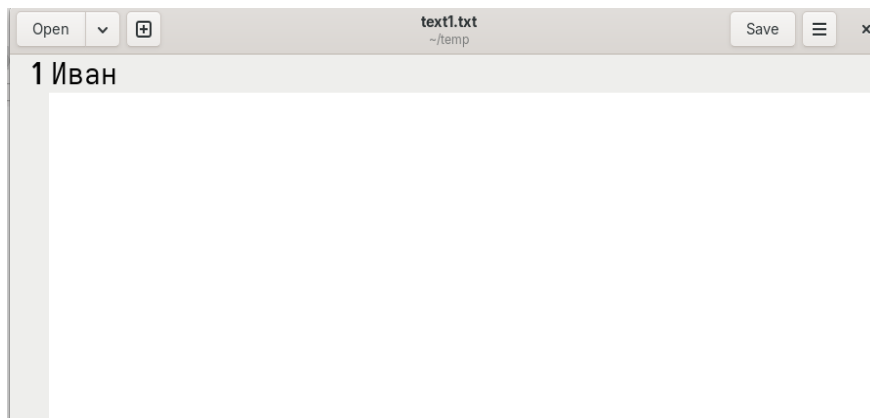 Open
text1.txt
~/temp
Save
1 Иван